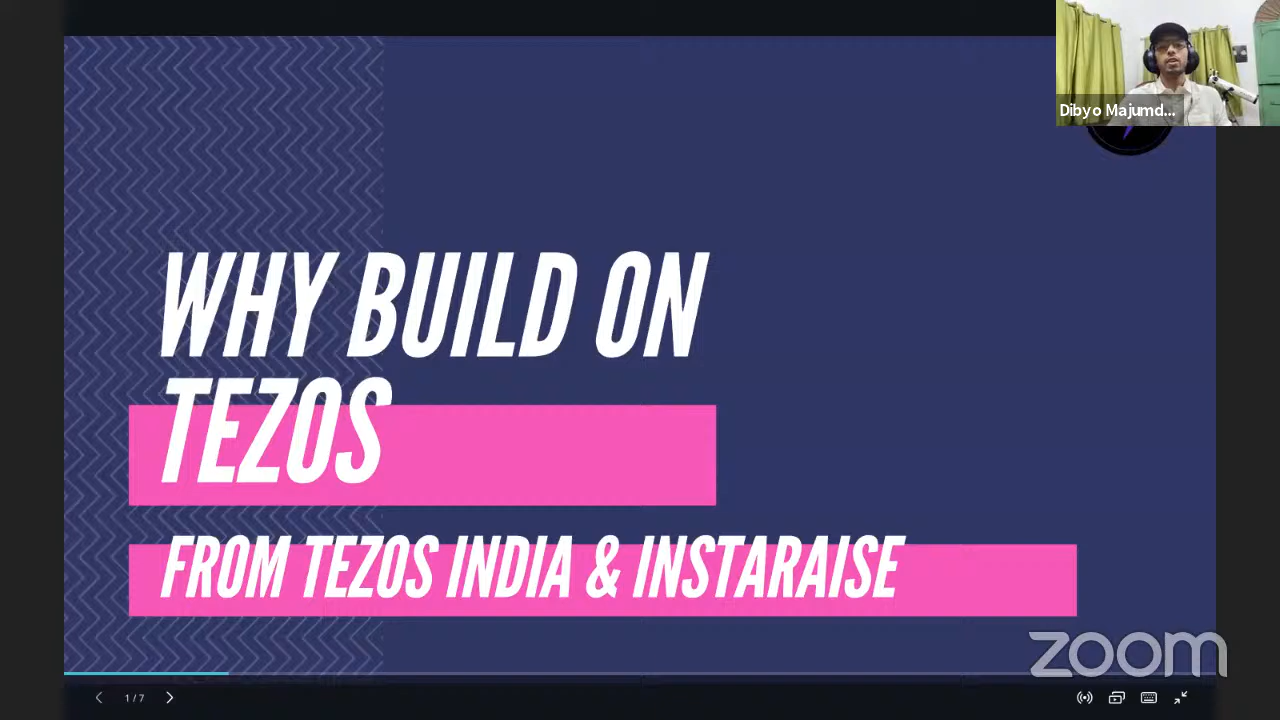 Dibyo Majumd...
WHY BUILD ON
TEZOS
FROM TEZOS INDIA & INSTARAISE
zoom
1/7